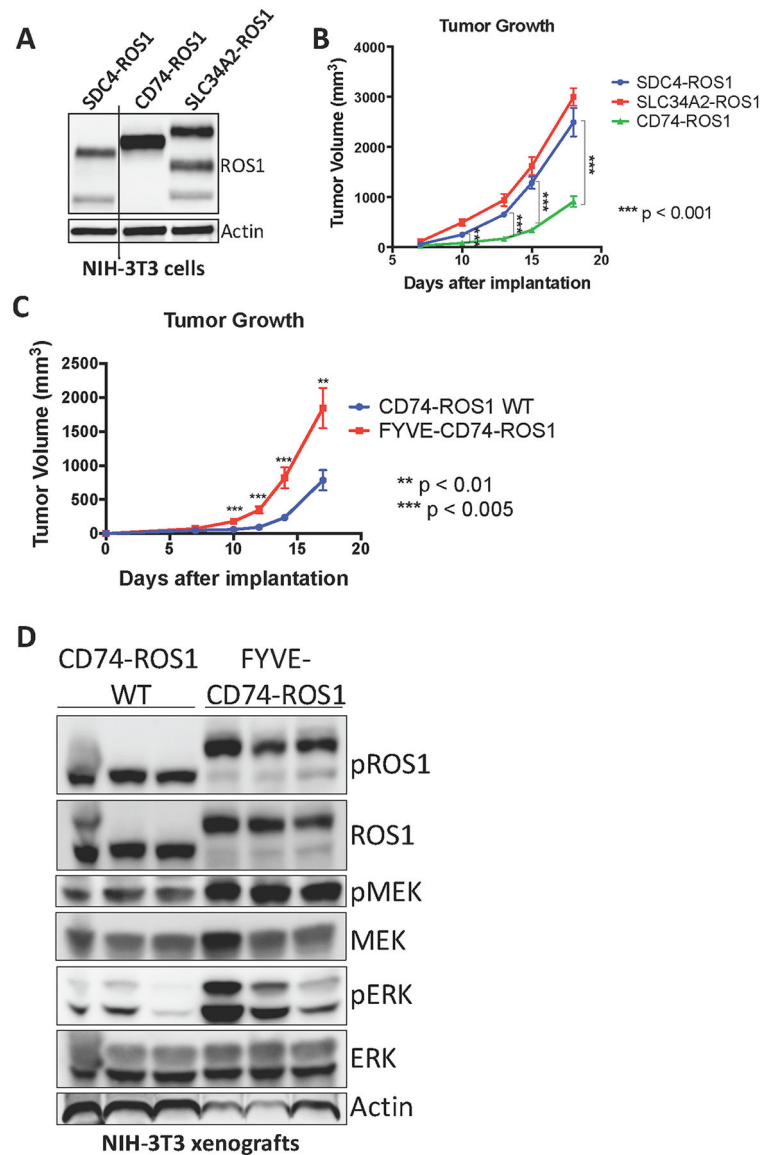 A
SDC4-ROS1
CD74-ROS1
SLC34A2-ROS1
ROS1
Actin
NIH-3T3 cells
B
Tumor Growth
Tumor Volume (mm3)
4000
3000
2000
1000
0
5
10
15
20
Days after implantation
***
***
***
***
SDC4-ROS1
SLC34A2-ROS1
CD74-ROS1
*** p < 0.001
C
Tumor Growth
Tumor Volume (mm3)
2500
2000
1500
1000
500
0
0
5
10
15
20
Days after implantation
***
***
***
**
CD74-ROS1 WT
FYVE-CD74-ROS1
** p < 0.01
*** p < 0.005
D
CD74-ROS1
WT
FYVE-
CD74-ROS1
pROS1
ROS1
pMEK
MEK
pERK
ERK
Actin
NIH-3T3 xenografts